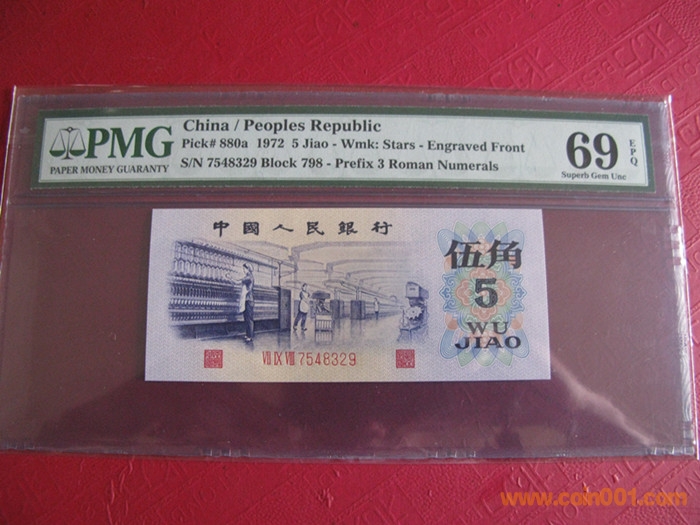 PMG
PAPER MONEY GUARANTY
China / Peoples Republic
Pick# 880a 1972 5 Jiao - Wmk: Stars - Engraved Front
S/N 7548329 Block 798 - Prefix 3 Roman Numerals
69 EPQ
Superb Gem Unc
中國人民銀行
伍角
5
WU
JIAO
VII IX VIII 7548329
www.coin001.com